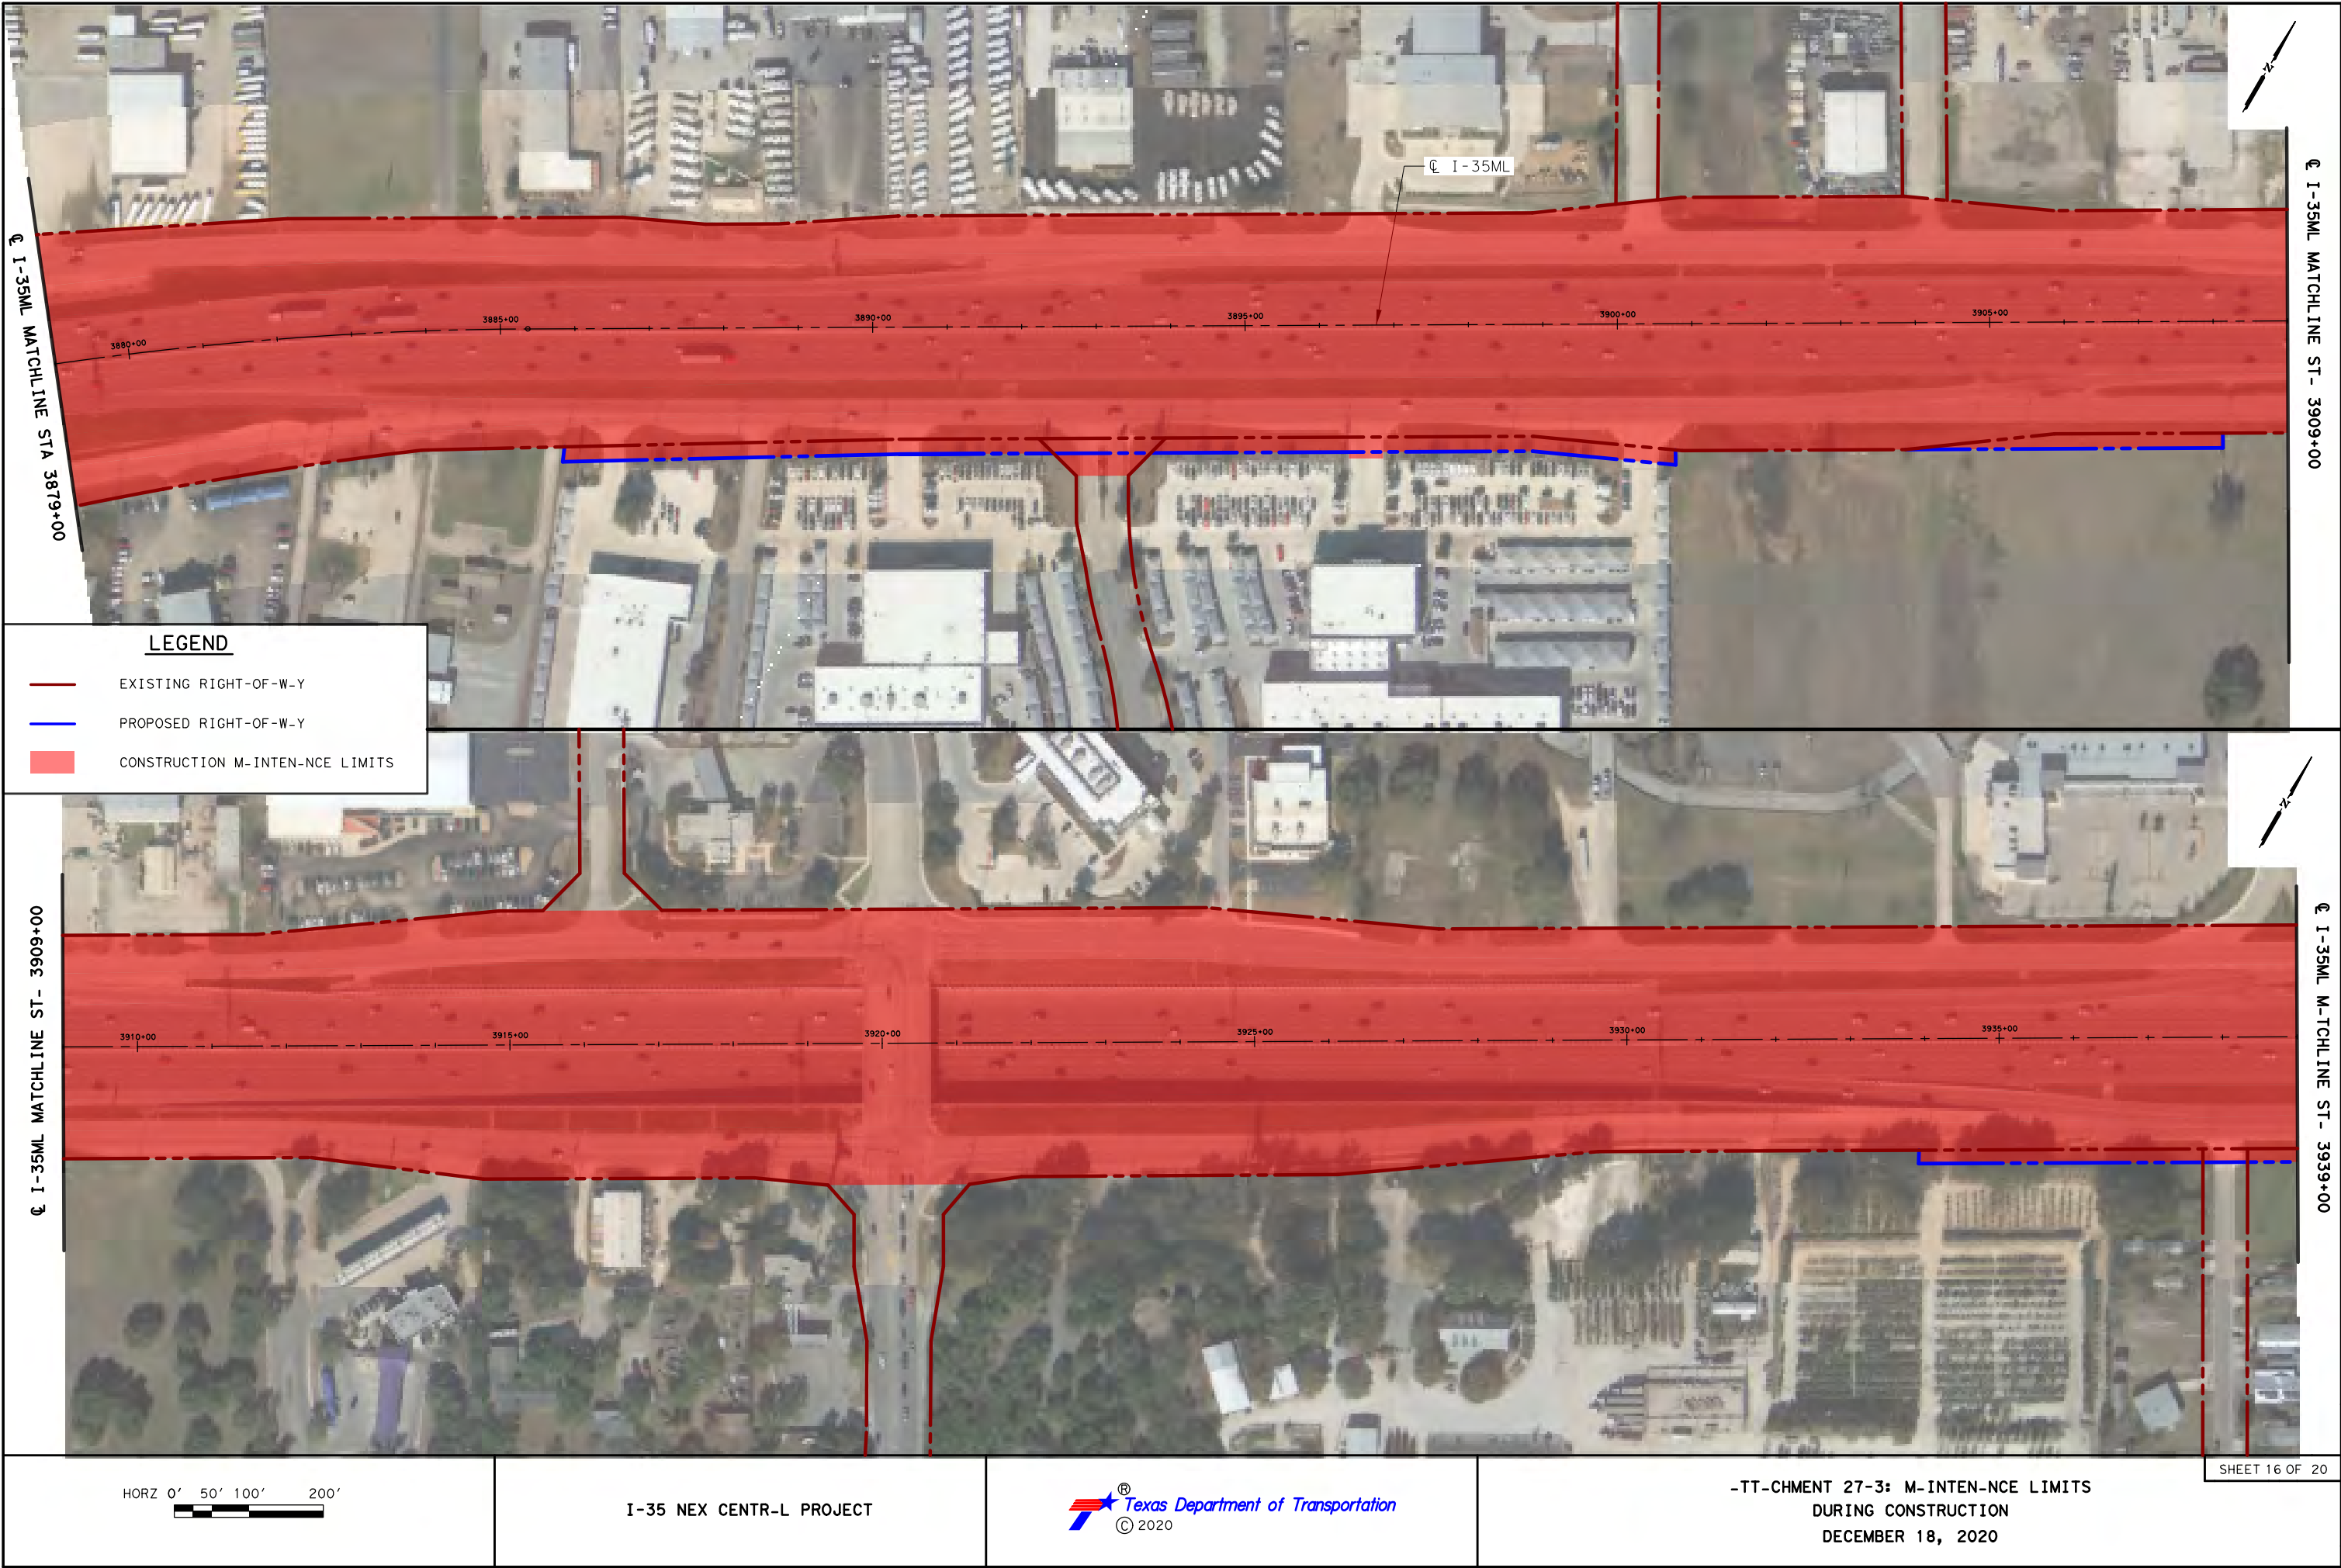 N
℄ I-35ML
℄ I-35ML MATCHLINE STA 3879+00
3880+00
3885+00
3890+00
3895+00
3900+00
3905+00
℄ I-35ML MATCHLINE ST- 3909+00
LEGEND
EXISTING RIGHT-OF-W-Y
PROPOSED RIGHT-OF-W-Y
CONSTRUCTION M-INTEN-NCE LIMITS
N
℄ I-35ML MATCHLINE ST- 3909+00
3910+00
3915+00
3920+00
3925+00
3930+00
3935+00
℄ I-35ML M-TCHLINE ST- 3939+00
SHEET 16 OF 20
HORZ 0' 50' 100' 200'
I-35 NEX CENTR-L PROJECT
®
Texas Department of Transportation
© 2020
-TT-CHMENT 27-3: M-INTEN-NCE LIMITS
DURING CONSTRUCTION
DECEMBER 18, 2020